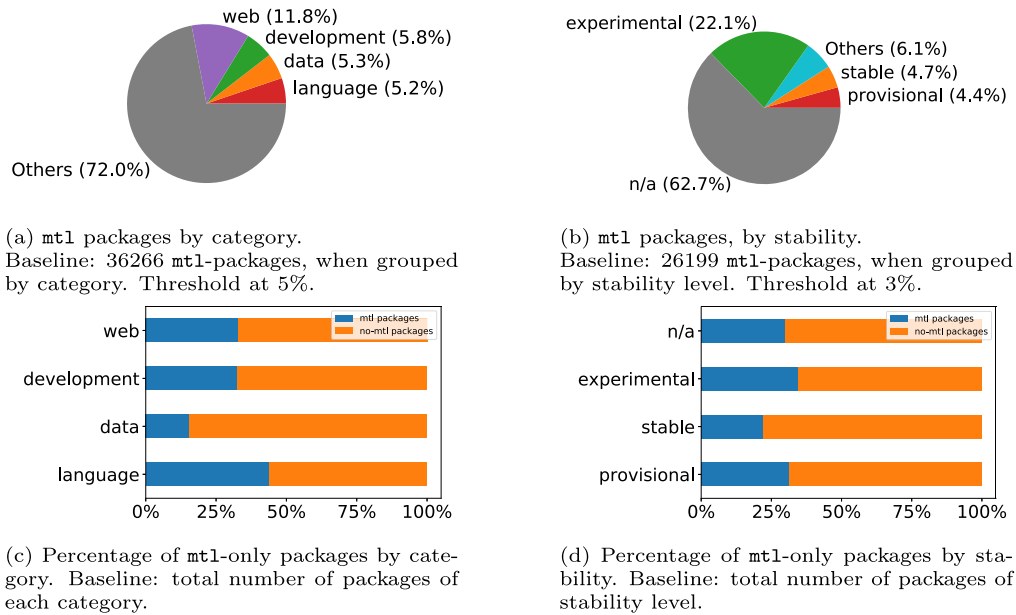 web (11.8%)
development (5.8%)
data (5.3%)
language (5.2%)
Others (72.0%)
(a) mtl packages by category.
Baseline: 36266 mtl-packages, when grouped
by category. Threshold at 5%.
experimental (22.1%)
Others (6.1%)
stable (4.7%)
provisional (4.4%)
n/a (62.7%)
(b) mtl packages, by stability.
Baseline: 26199 mtl-packages, when grouped
by stability level. Threshold at 3%.
mtl packages
no-mtl packages
web
development
data
language
0% 25% 50% 75% 100%
(c) Percentage of mtl-only packages by cate-
gory. Baseline: total number of packages of
each category.
mtl packages
no-mtl packages
n/a
experimental
stable
provisional
0% 25% 50% 75% 100%
(d) Percentage of mtl-only packages by sta-
bility. Baseline: total number of packages of
stability level.